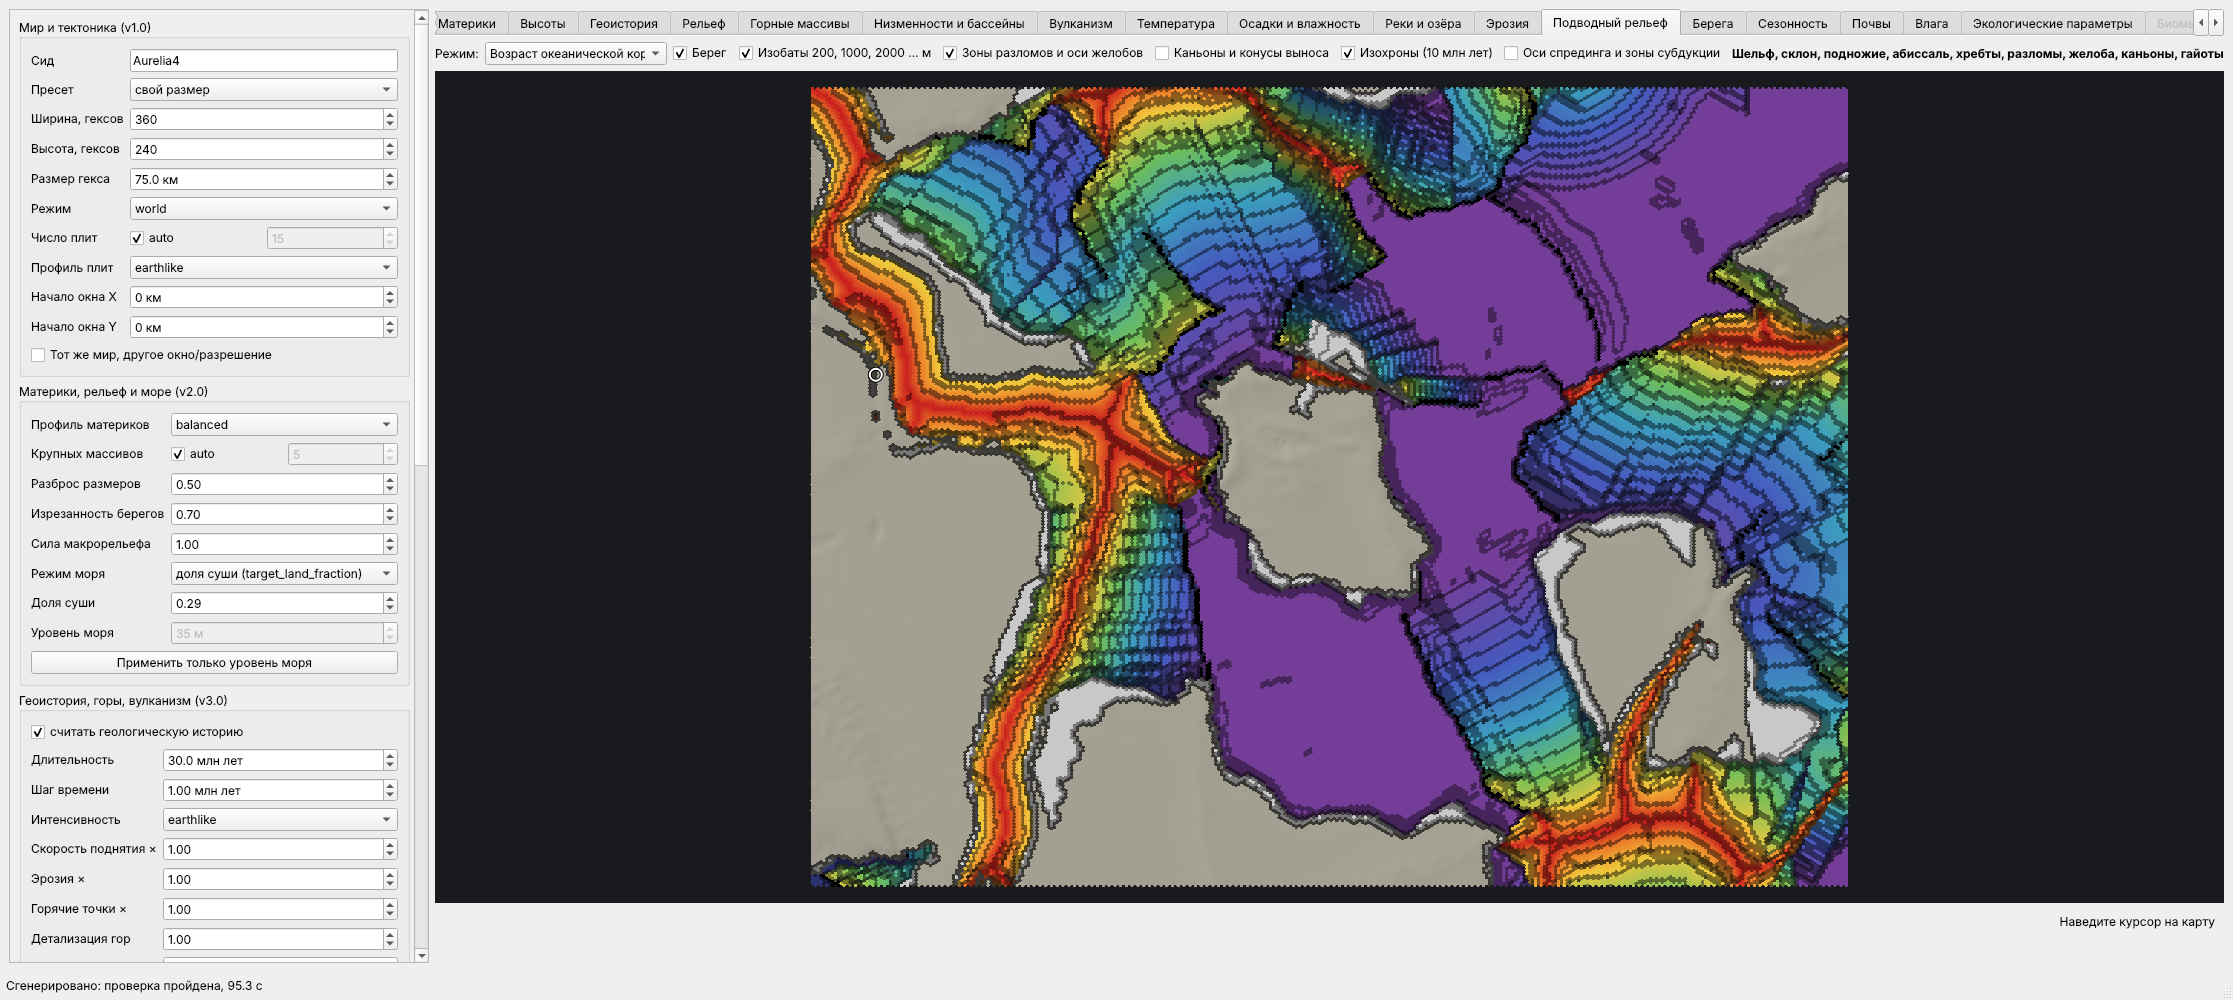 Мир и тектоника (v1.0)
Сид Aurelia4
Пресет свой размер
Ширина, гексов 360
Высота, гексов 240
Размер гекса 75.0 км
Режим world
Число плит auto 15
Профиль плит earthlike
Начало окна X 0 км
Начало окна Y 0 км
Тот же мир, другое окно/разрешение
Материки, рельеф и море (v2.0)
Профиль материков balanced
Крупных массивов auto 5
Разброс размеров 0.50
Изрезанность берегов 0.70
Сила макрорельефа 1.00
Режим моря доля суши (target_land_fraction)
Доля суши 0.29
Уровень моря 35 м
Применить только уровень моря
Геоистория, горы, вулканизм (v3.0)
считать геологическую историю
Длительность 30.0 млн лет
Шаг времени 1.00 млн лет
Интенсивность earthlike
Скорость поднятия × 1.00
Эрозия × 1.00
Горячие точки × 1.00
Детализация гор 1.00
Материки Высоты Геоистория Рельеф Горные массивы Низменности и бассейны Вулканизм Температура Осадки и влажность Реки и озёра Эрозия Подводный рельеф Берега Сезонность Почвы Влага Экологические параметры
Режим: Возраст океанической кор Берег Изобаты 200, 1000, 2000 ... м Зоны разломов и оси желобов Каньоны и конусы выноса Изохроны (10 млн лет) Оси спрединга и зоны субдукции Шельф, склон, подножие, абиссаль, хребты, разломы, желоба, каньоны, гайоты
Наведите курсор на карту
Сгенерировано: проверка пройдена, 95.3 с